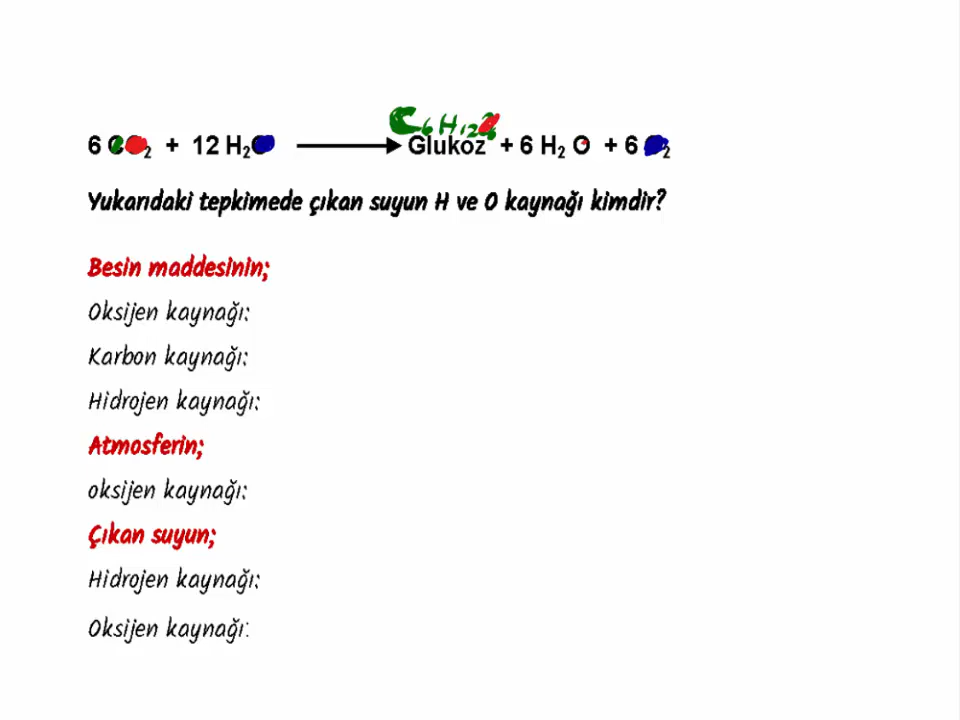 C6H12
6 CO2 + 12 H2O Glukoz + 6 H2 O + 6 O2
Yukarıdaki tepkimede çıkan suyun H ve O kaynağı kimdir?
Besin maddesinin;
Oksijen kaynağı:
Karbon kaynağı:
Hidrojen kaynağı:
Atmosferin;
oksijen kaynağı:
Çıkan suyun;
Hidrojen kaynağı:
Oksijen kaynağı: